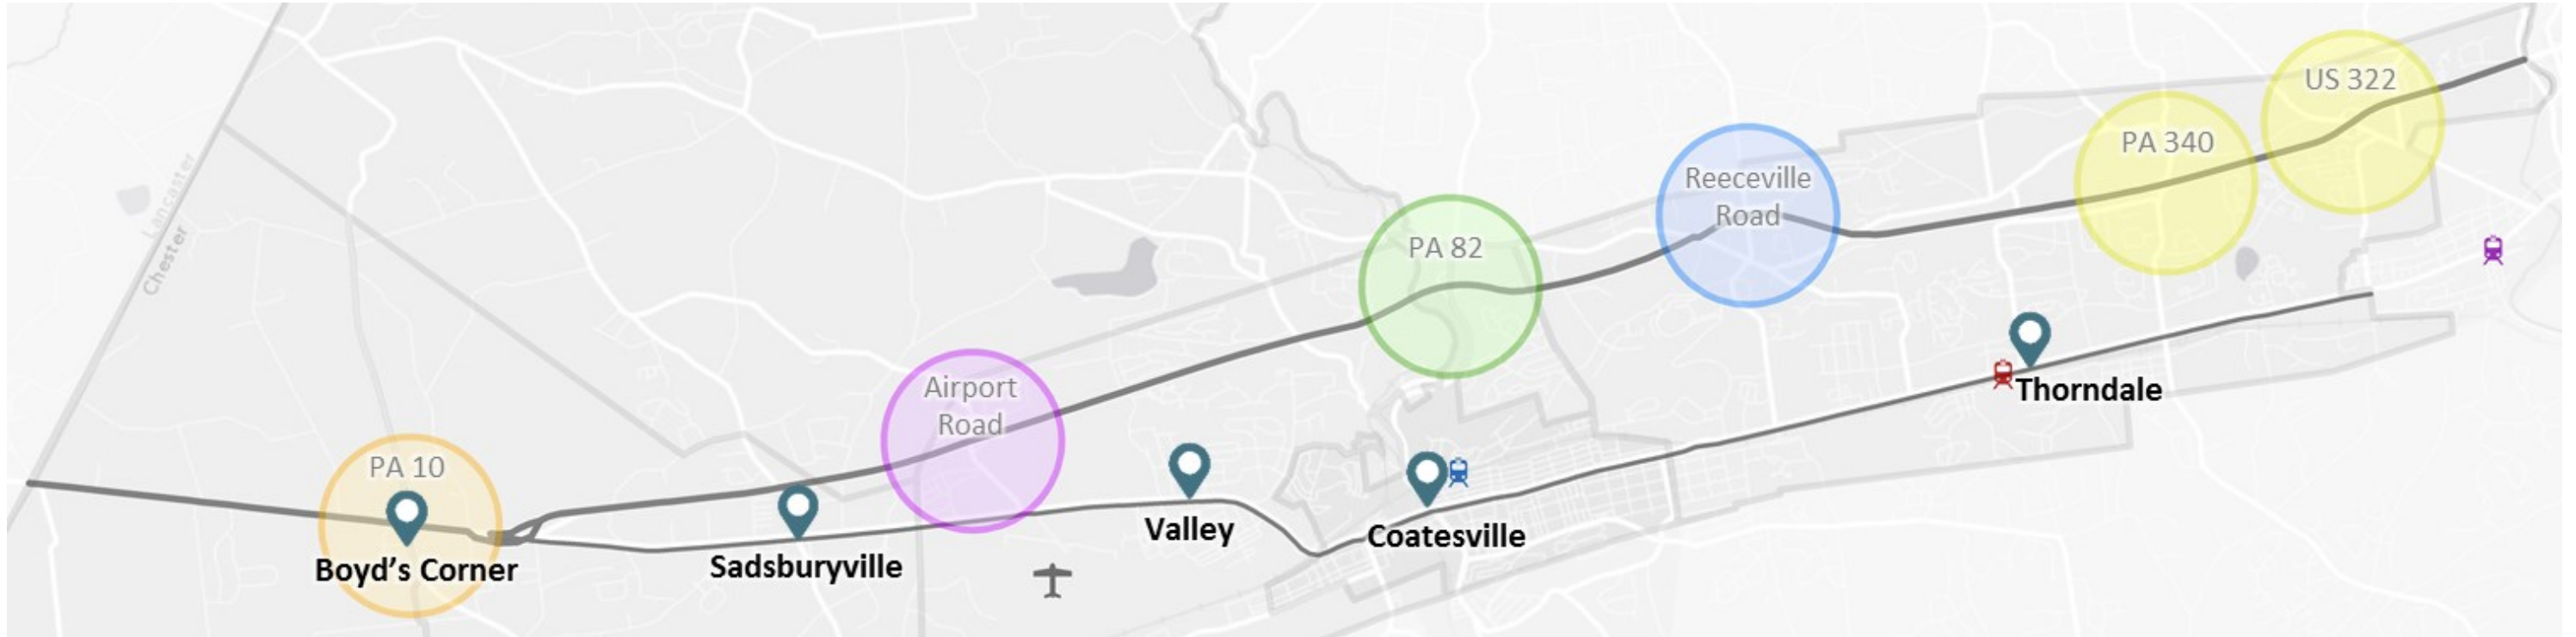 US 322
PA 340
Reeceville
Road
PA 82
Lancaster
Chester
Airport
Road
Thorndale
PA 10
Boyd's Corner
Sadsburyville
Valley
Coatesville